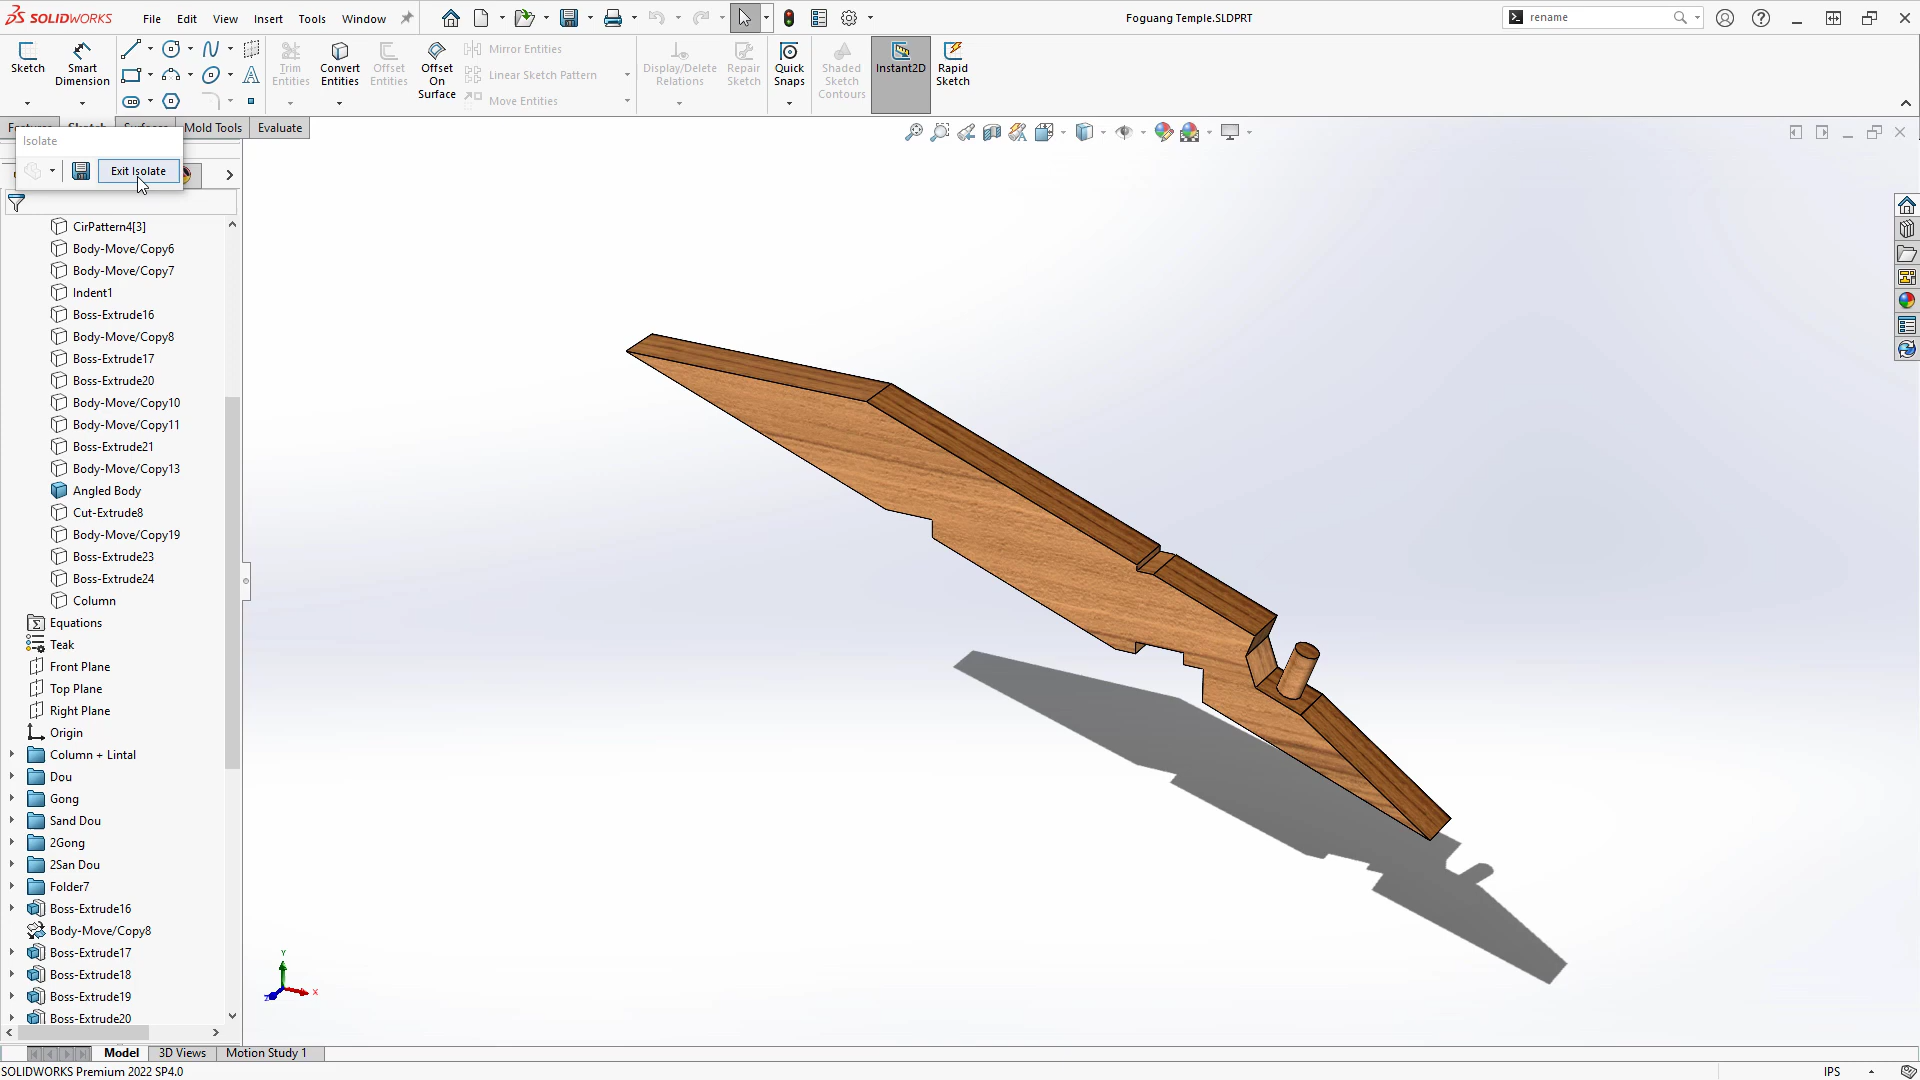 SOLIDWORKS File Edit View Insert Tools Window Foguang Temple.SLDPRT rename
Sketch Smart Dimension
Trim Entities Convert Entities Offset Entities Offset On Surface
Mirror Entities
Linear Sketch Pattern
Move Entities
Display/Delete Relations Repair Sketch Quick Snaps Shaded Sketch Contours Instant2D Rapid Sketch
Mold Tools Evaluate
Isolate
Exit Isolate
CirPattern4[3]
Body-Move/Copy6
Body-Move/Copy7
Indent1
Boss-Extrude16
Body-Move/Copy8
Boss-Extrude17
Boss-Extrude20
Body-Move/Copy10
Body-Move/Copy11
Boss-Extrude21
Body-Move/Copy13
Angled Body
Cut-Extrude8
Body-Move/Copy19
Boss-Extrude23
Boss-Extrude24
Column
Equations
Teak
Front Plane
Top Plane
Right Plane
Origin
Column + Lintal
Dou
Gong
Sand Dou
2Gong
2San Dou
Folder7
Boss-Extrude16
Body-Move/Copy8
Boss-Extrude17
Boss-Extrude18
Boss-Extrude19
Boss-Extrude20
Y
X
Z
Model 3D Views Motion Study 1
SOLIDWORKS Premium 2022 SP4.0 IPS